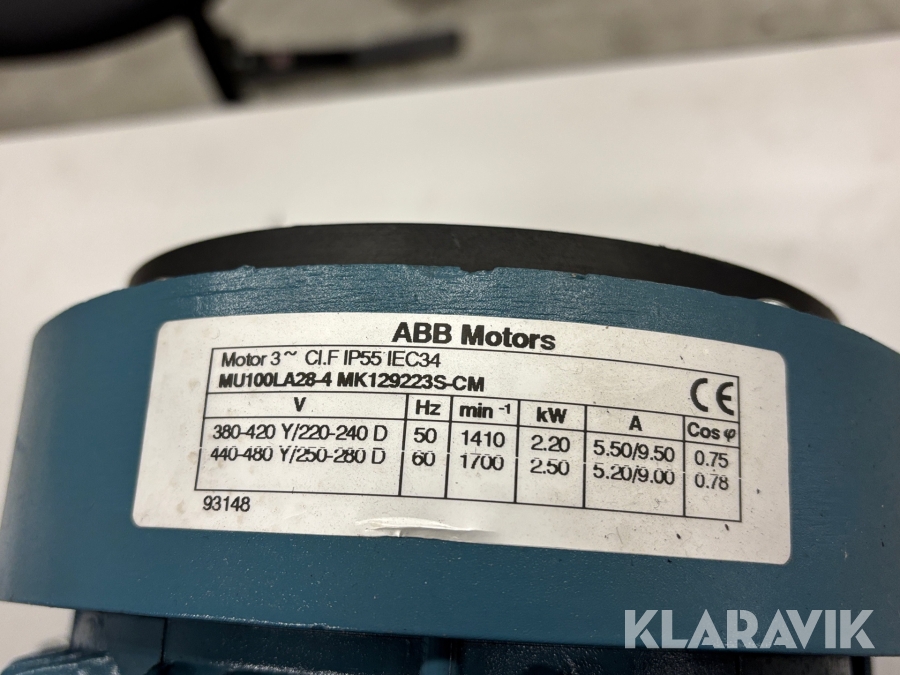 ABB Motors
Motor 3~ Cl.F IP55 IEC34
MU100LA28-4 MK129223S-CM
CE
V Hz min -1 kW A Cos φ
380-420 Y/220-240 D 50 1410 2.20 5.50/9.50 0.75
440-480 Y/250-280 D 60 1700 2.50 5.20/9.00 0.78
93148
KLARAVIK